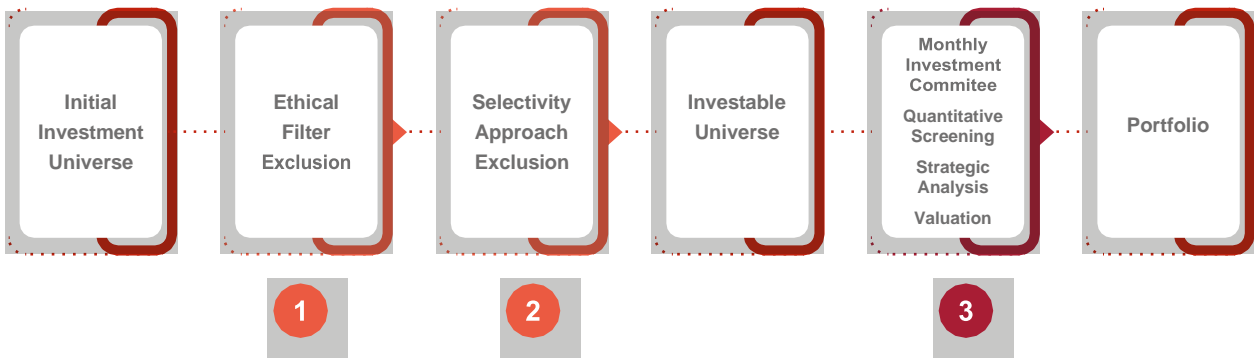 Initial
Investment
Universe
Ethical
Filter
Exclusion
Selectivity
Approach
Exclusion
Investable
Universe
Monthly
Investment
Commitee
Quantitative
Screening
Strategic
Analysis
Valuation
Portfolio
1
2
3